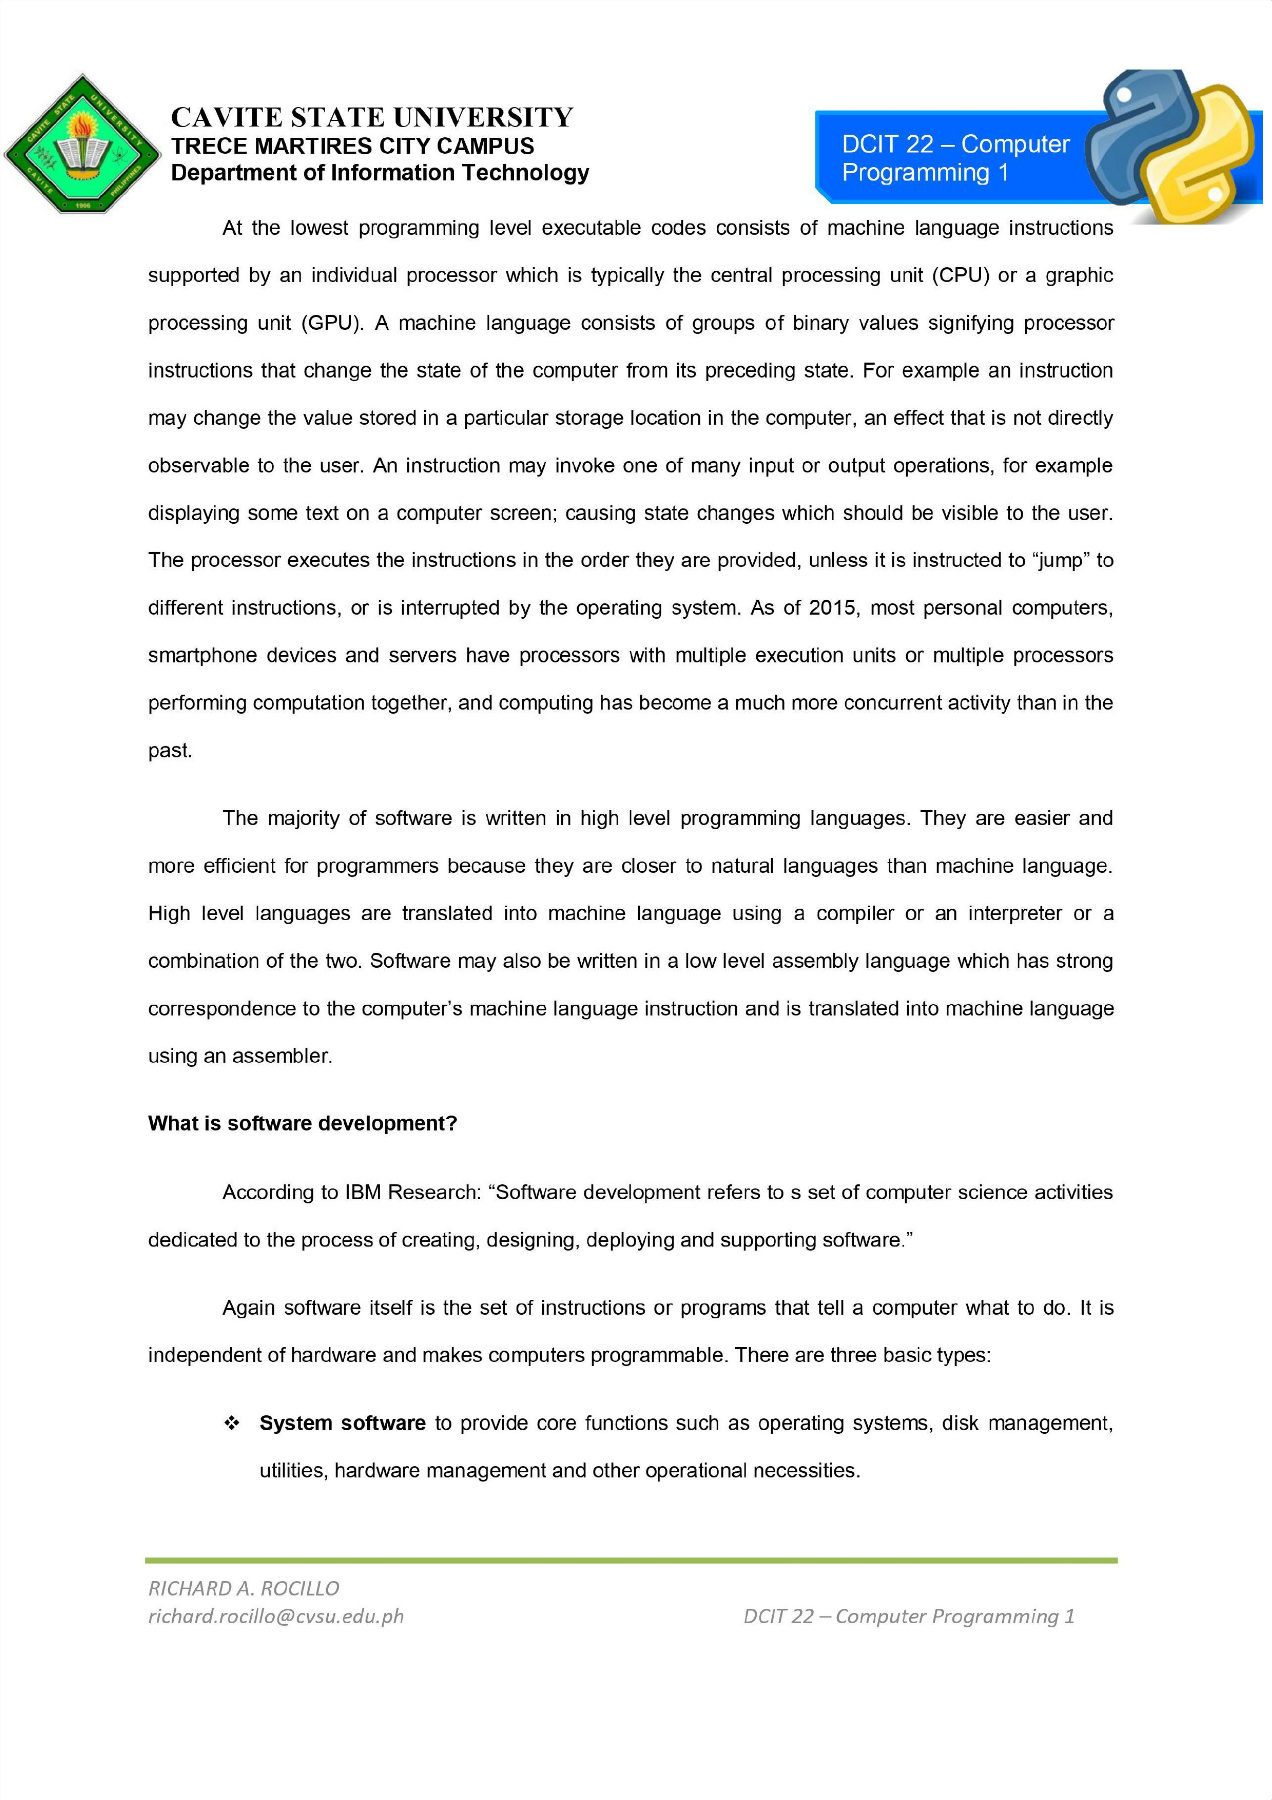 CAVITE STATE UNIVERSITY
TRECE MARTIRES CITY CAMPUS
Department of Information Technology
DCIT 22 – Computer
Programming 1
CAVITE STATE UNIVERSITY
CAVITE
PHILIPPINES
1906
At the lowest programming level executable codes consists of machine language instructions
supported by an individual processor which is typically the central processing unit (CPU) or a graphic
processing unit (GPU). A machine language consists of groups of binary values signifying processor
instructions that change the state of the computer from its preceding state. For example an instruction
may change the value stored in a particular storage location in the computer, an effect that is not directly
observable to the user. An instruction may invoke one of many input or output operations, for example
displaying some text on a computer screen; causing state changes which should be visible to the user.
The processor executes the instructions in the order they are provided, unless it is instructed to “jump” to
different instructions, or is interrupted by the operating system. As of 2015, most personal computers,
smartphone devices and servers have processors with multiple execution units or multiple processors
performing computation together, and computing has become a much more concurrent activity than in the
past.
The majority of software is written in high level programming languages. They are easier and
more efficient for programmers because they are closer to natural languages than machine language.
High level languages are translated into machine language using a compiler or an interpreter or a
combination of the two. Software may also be written in a low level assembly language which has strong
correspondence to the computer’s machine language instruction and is translated into machine language
using an assembler.
What is software development?
According to IBM Research: “Software development refers to s set of computer science activities
dedicated to the process of creating, designing, deploying and supporting software.”
Again software itself is the set of instructions or programs that tell a computer what to do. It is
independent of hardware and makes computers programmable. There are three basic types:
❖ System software to provide core functions such as operating systems, disk management,
utilities, hardware management and other operational necessities.
RICHARD A. ROCILLO
richard.rocillo@cvsu.edu.ph
DCIT 22 – Computer Programming 1